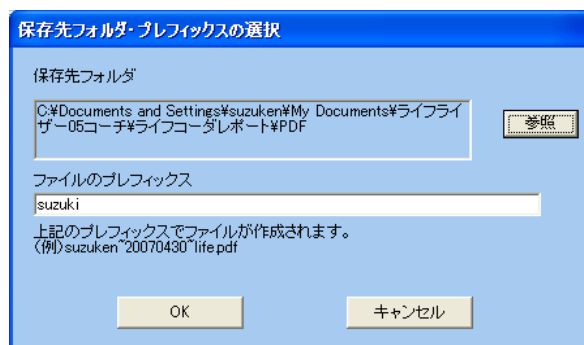 保存先フォルダ・プレフィックスの選択
保存先フォルダ
C:¥Documents and Settings¥suzuken¥My Documents¥ライフライ
ザー05コーチ¥ライフコーダレポート¥PDF
参照
ファイルのプレフィックス
suzuki
上記のプレフィックスでファイルが作成されます。
(例)suzuken~20070430~life.pdf
OK
キャンセル